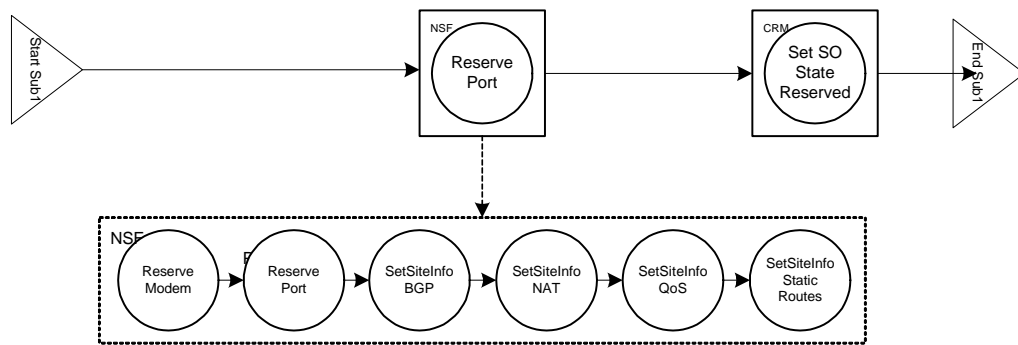 Start Sub1
NSF
Reserve
Port
CRM
Set SO
State
Reserved
End Sub1
NSF
Reserve
Modem
Reserve
Port
SetSiteInfo
BGP
SetSiteInfo
NAT
SetSiteInfo
QoS
SetSiteInfo
Static
Routes